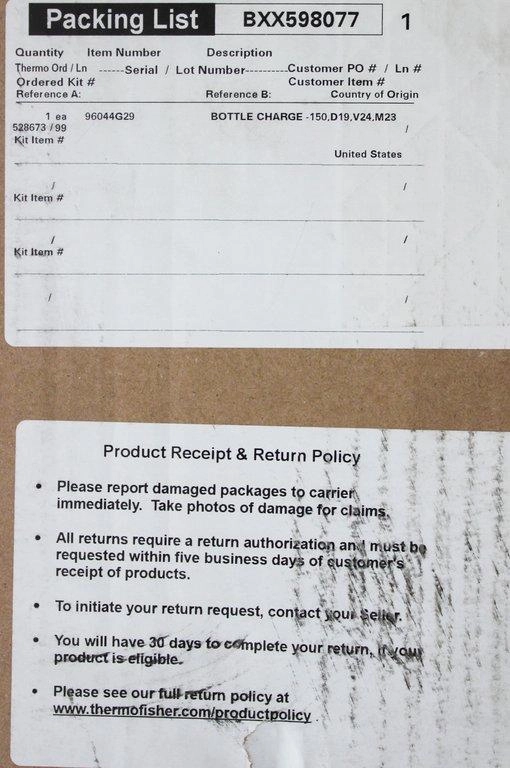 Packing List BXX598077 1
Quantity Item Number Description
Thermo Ord / Ln ------Serial / Lot Number----------Customer PO # / Ln #
Ordered Kit # Customer Item #
Reference A: Reference B: Country of Origin
1 ea 96044G29 BOTTLE CHARGE -150,D19,V24,M23
528673 / 99 /
Kit Item #
United States
/ /
Kit Item #
/ /
Kit Item #
/ /
Product Receipt & Return Policy
• Please report damaged packages to carrier
immediately. Take photos of damage for claims.
• All returns require a return authorization and must be
requested within five business days of customer's
receipt of products.
• To initiate your return request, contact your Seller.
• You will have 30 days to complete your return, if your
product is eligible.
• Please see our full return policy at
www.thermofisher.com/productpolicy .